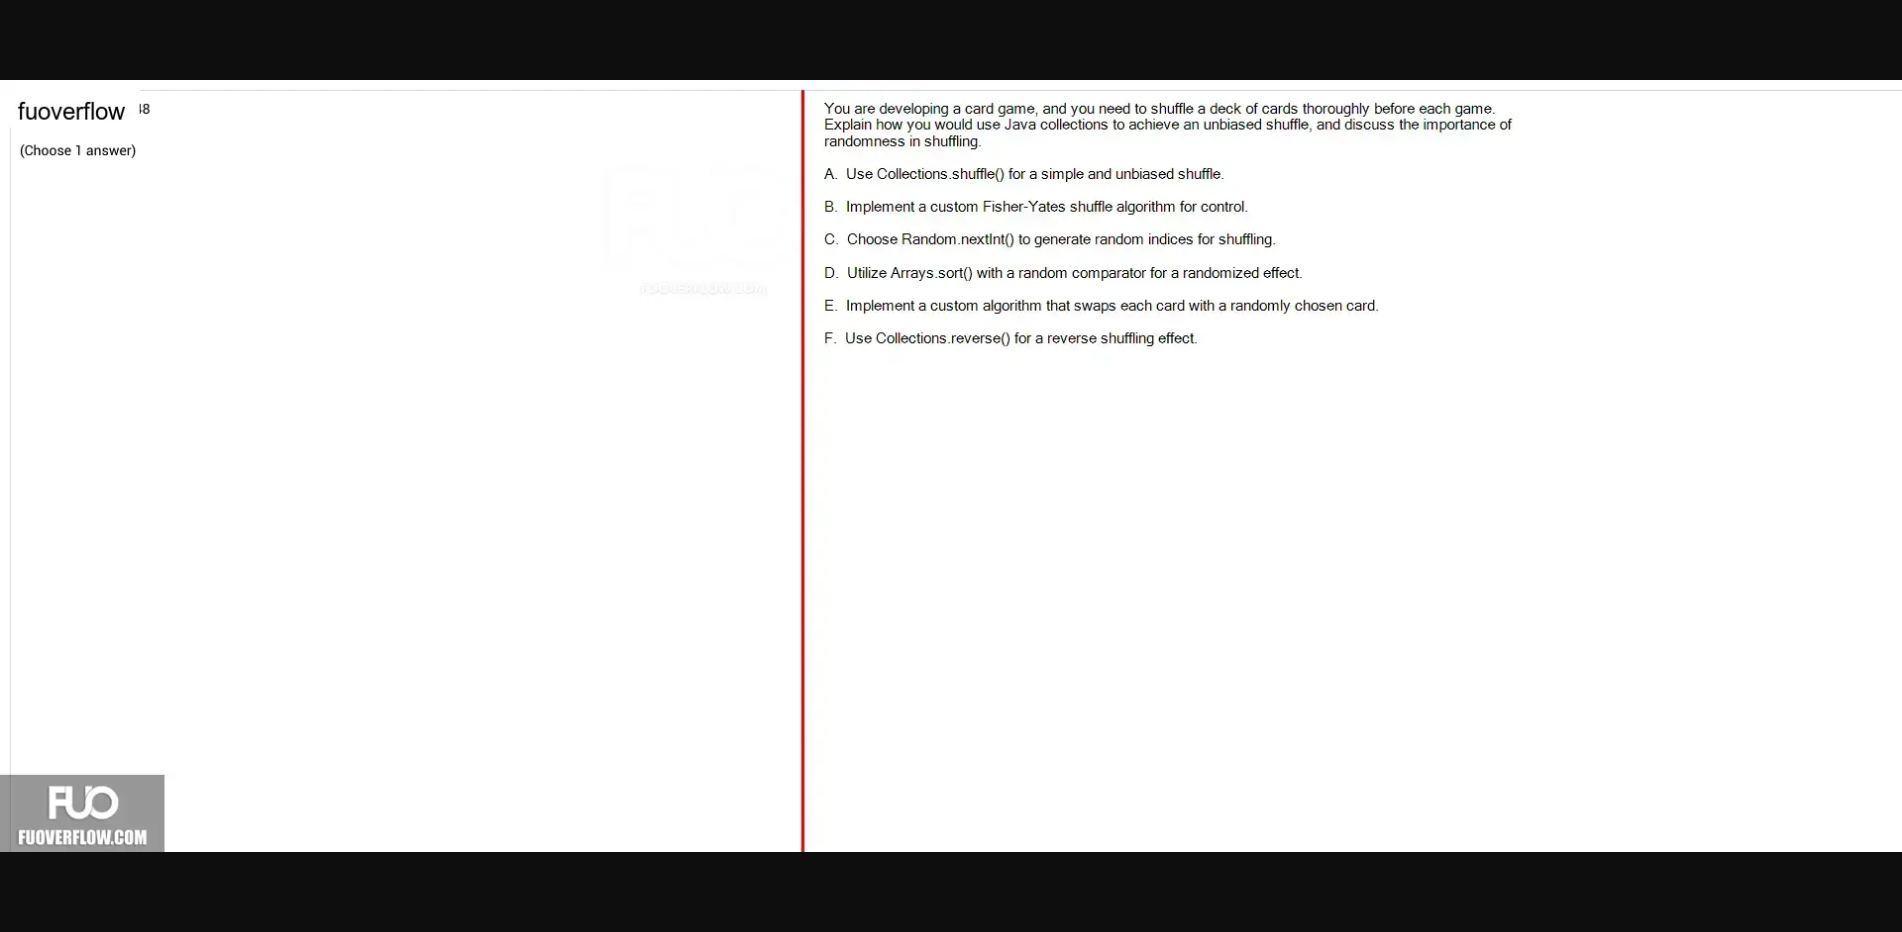 fuoverflow
48
(Choose 1 answer)
You are developing a card game, and you need to shuffle a deck of cards thoroughly before each game.
Explain how you would use Java collections to achieve an unbiased shuffle, and discuss the importance of
randomness in shuffling.
A. Use Collections.shuffle() for a simple and unbiased shuffle.
B. Implement a custom Fisher-Yates shuffle algorithm for control.
C. Choose Random.nextInt() to generate random indices for shuffling.
D. Utilize Arrays.sort() with a random comparator for a randomized effect.
E. Implement a custom algorithm that swaps each card with a randomly chosen card.
F. Use Collections.reverse() for a reverse shuffling effect.
FUO
FUOVERFLOW.COM
FUO
FUOVERFLOW.COM